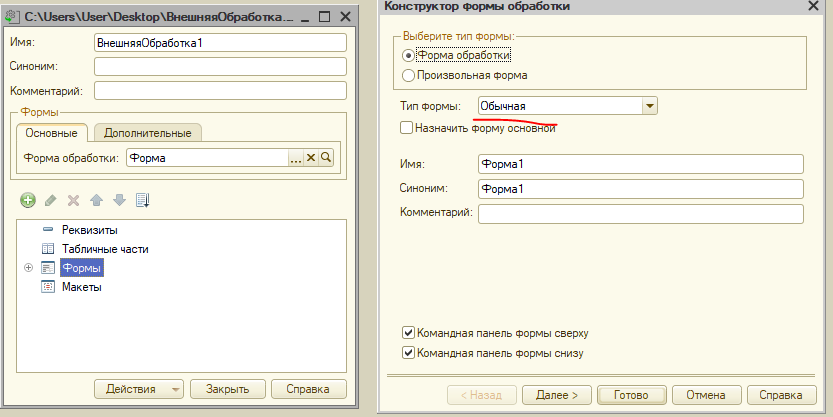 C:\Users\User\Desktop\ВнешняяОбработка...
Имя: ВнешняяОбработка1
Синоним:
Комментарий:
Формы
Основные Дополнительные
Форма обработки: Форма
Реквизиты
Табличные части
Формы
Макеты
Действия Закрыть Справка
Конструктор формы обработки
Выберите тип формы:
Форма обработки
Произвольная форма
Тип формы: Обычная
Назначить форму основной
Имя: Форма1
Синоним: Форма1
Комментарий:
Командная панель формы сверху
Командная панель формы снизу
< Назад Далее > Готово Отмена Справка